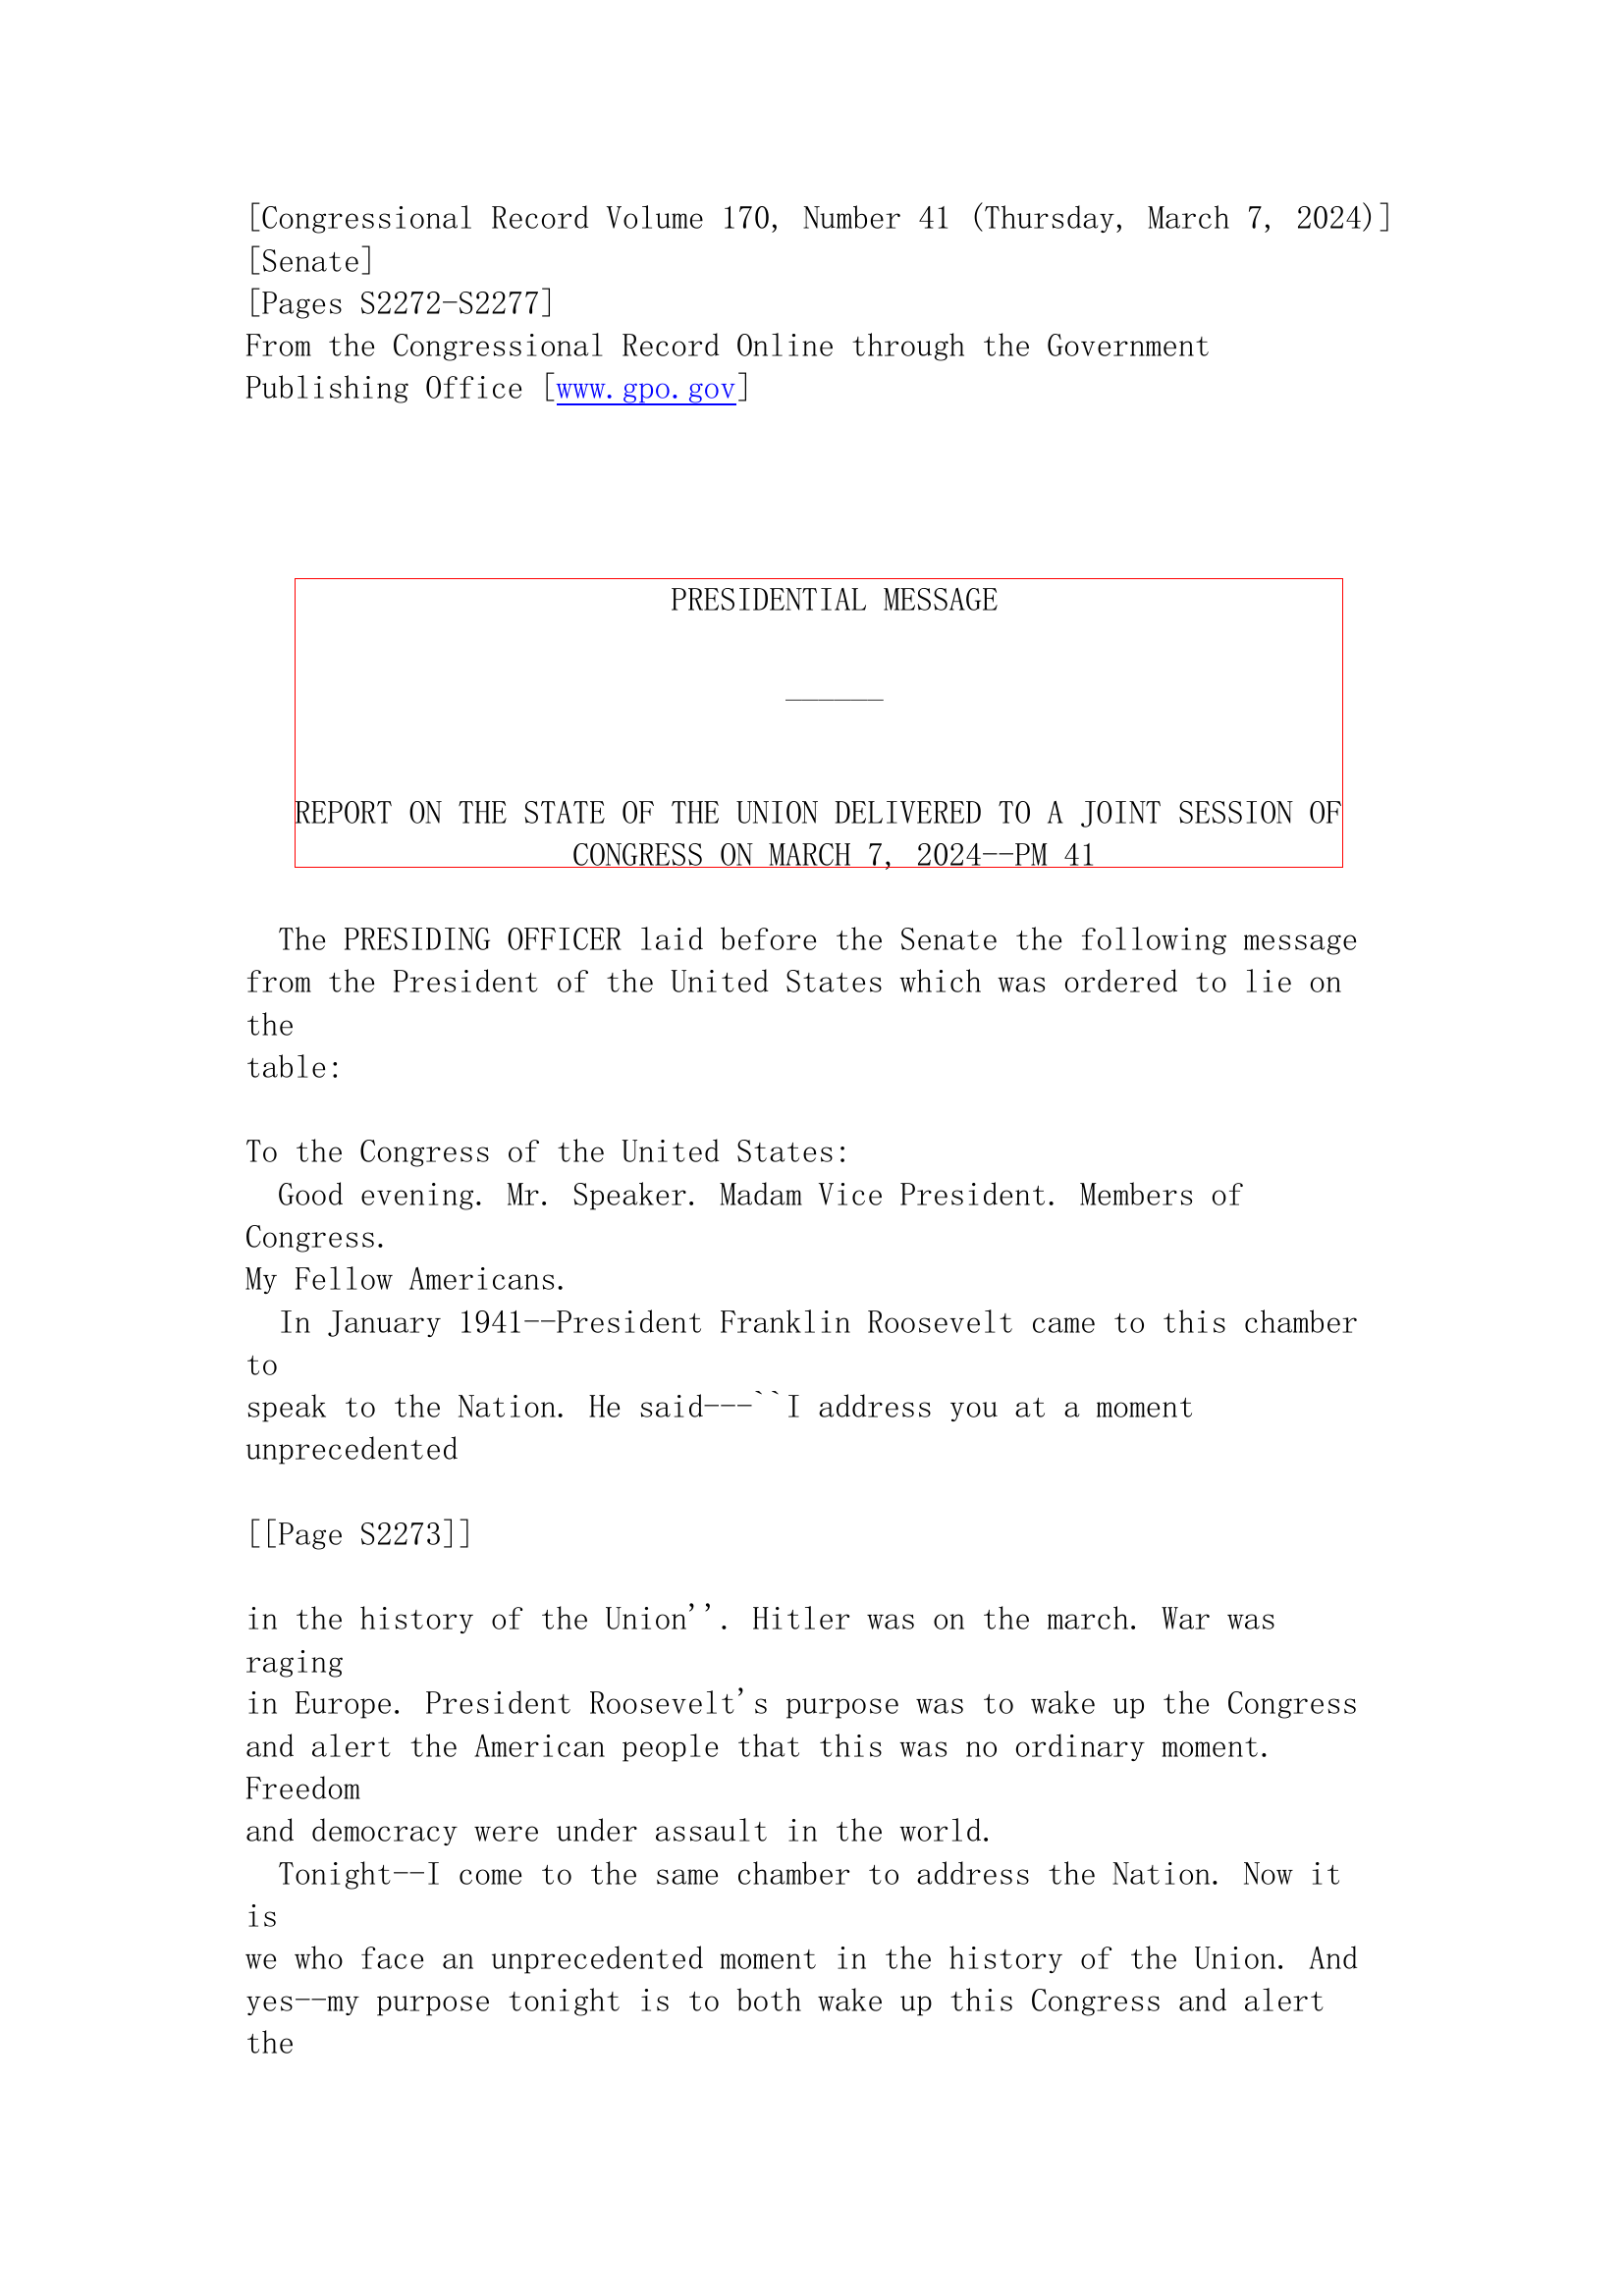 [Congressional Record Volume 170, Number 41 (Thursday, March 7, 2024)]
[Senate]
[Pages S2272-S2277]
From the Congressional Record Online through the Government
Publishing Office [www.gpo.gov]
PRESIDENTIAL MESSAGE
______
REPORT ON THE STATE OF THE UNION DELIVERED TO A JOINT SESSION OF
CONGRESS ON MARCH 7, 2024--PM 41
The PRESIDING OFFICER laid before the Senate the following message
from the President of the United States which was ordered to lie on
the
table:
To the Congress of the United States:
Good evening. Mr. Speaker. Madam Vice President. Members of
Congress.
My Fellow Americans.
In January 1941--President Franklin Roosevelt came to this chamber
to
speak to the Nation. He said---``I address you at a moment
unprecedented
[[Page S2273]]
in the history of the Union''. Hitler was on the march. War was
raging
in Europe. President Roosevelt's purpose was to wake up the Congress
and alert the American people that this was no ordinary moment.
Freedom
and democracy were under assault in the world.
Tonight--I come to the same chamber to address the Nation. Now it
is
we who face an unprecedented moment in the history of the Union. And
yes--my purpose tonight is to both wake up this Congress and alert
the